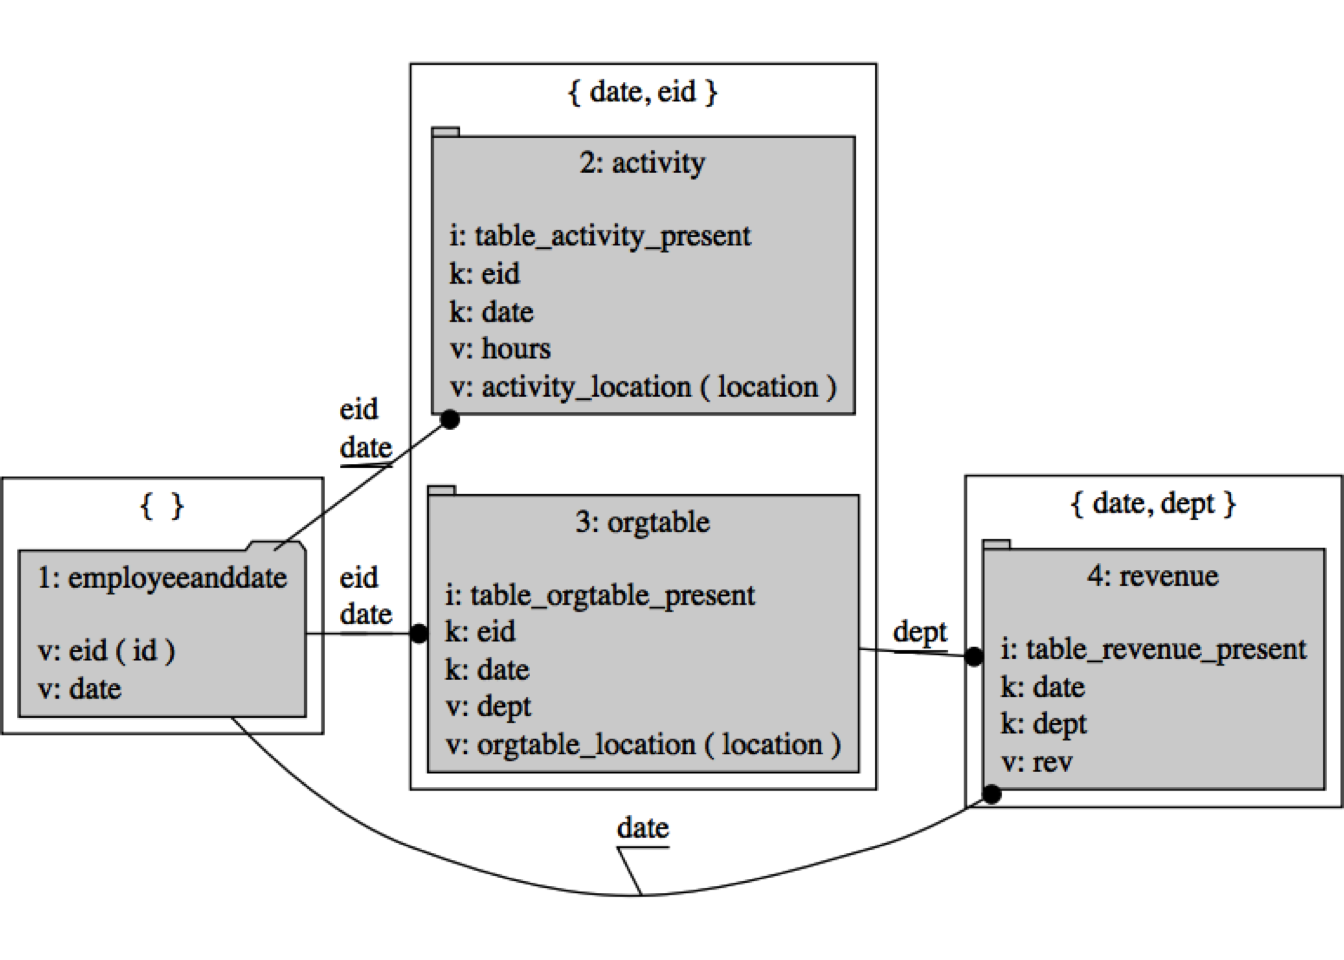 { date, eid }
2: activity
i: table_activity_present
k: eid
k: date
v: hours
v: activity_location ( location )
eid
date
{ }
1: employeeanddate
v: eid ( id )
v: date
eid
date
3: orgtable
i: table_orgtable_present
k: eid
k: date
v: dept
v: orgtable_location ( location )
dept
{ date, dept }
4: revenue
i: table_revenue_present
k: date
k: dept
v: rev
date